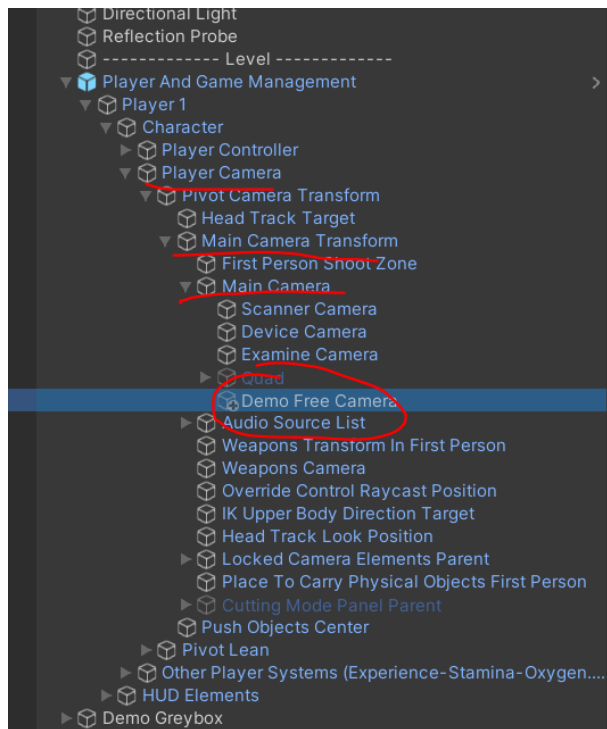 Directional Light
Reflection Probe
------------- Level -------------
Player And Game Management
Player 1
Character
Player Controller
Player Camera
Pivot Camera Transform
Head Track Target
Main Camera Transform
First Person Shoot Zone
Main Camera
Scanner Camera
Device Camera
Examine Camera
Quad
Demo Free Camera
Audio Source List
Weapons Transform In First Person
Weapons Camera
Override Control Raycast Position
IK Upper Body Direction Target
Head Track Look Position
Locked Camera Elements Parent
Place To Carry Physical Objects First Person
Cutting Mode Panel Parent
Push Objects Center
Pivot Lean
Other Player Systems (Experience-Stamina-Oxygen....
HUD Elements
Demo Greybox